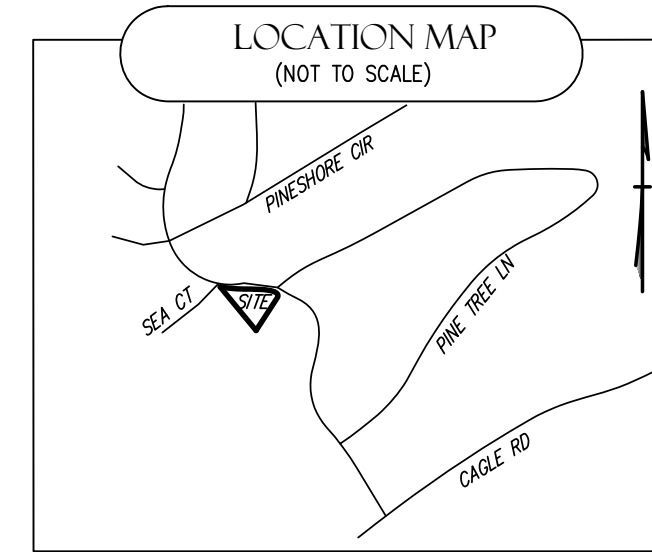 LOCATION MAP
(NOT TO SCALE)
PINESHORE CIR
SEA CT
SITE
PINE TREE LN
CAGLE RD